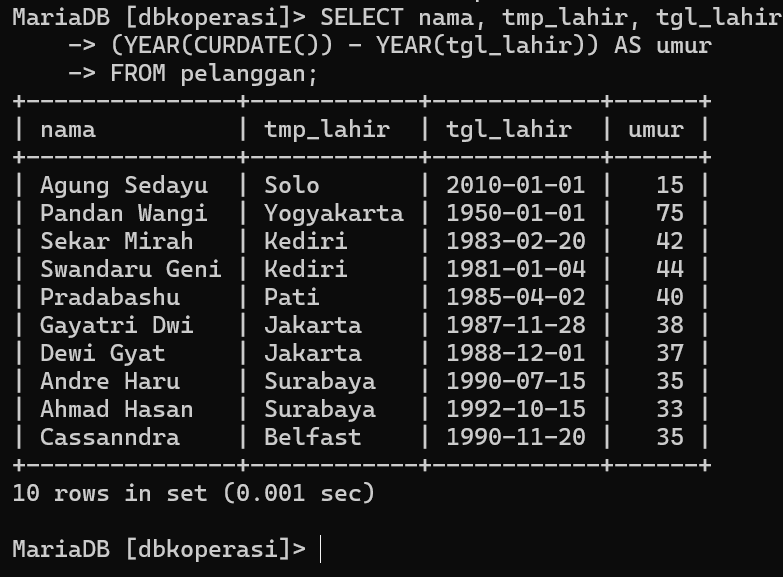 MariaDB [dbkoperasi]> SELECT nama, tmp_lahir, tgl_lahir
    -> (YEAR(CURDATE()) - YEAR(tgl_lahir)) AS umur
    -> FROM pelanggan;
+---------------+------------+------------+------+
| nama          | tmp_lahir  | tgl_lahir  | umur |
+---------------+------------+------------+------+
| Agung Sedayu  | Solo       | 2010-01-01 |   15 |
| Pandan Wangi  | Yogyakarta | 1950-01-01 |   75 |
| Sekar Mirah   | Kediri     | 1983-02-20 |   42 |
| Swandaru Geni | Kediri     | 1981-01-04 |   44 |
| Pradabashu    | Pati       | 1985-04-02 |   40 |
| Gayatri Dwi   | Jakarta    | 1987-11-28 |   38 |
| Dewi Gyat     | Jakarta    | 1988-12-01 |   37 |
| Andre Haru    | Surabaya   | 1990-07-15 |   35 |
| Ahmad Hasan   | Surabaya   | 1992-10-15 |   33 |
| Cassanndra    | Belfast    | 1990-11-20 |   35 |
+---------------+------------+------------+------+
10 rows in set (0.001 sec)
MariaDB [dbkoperasi]>